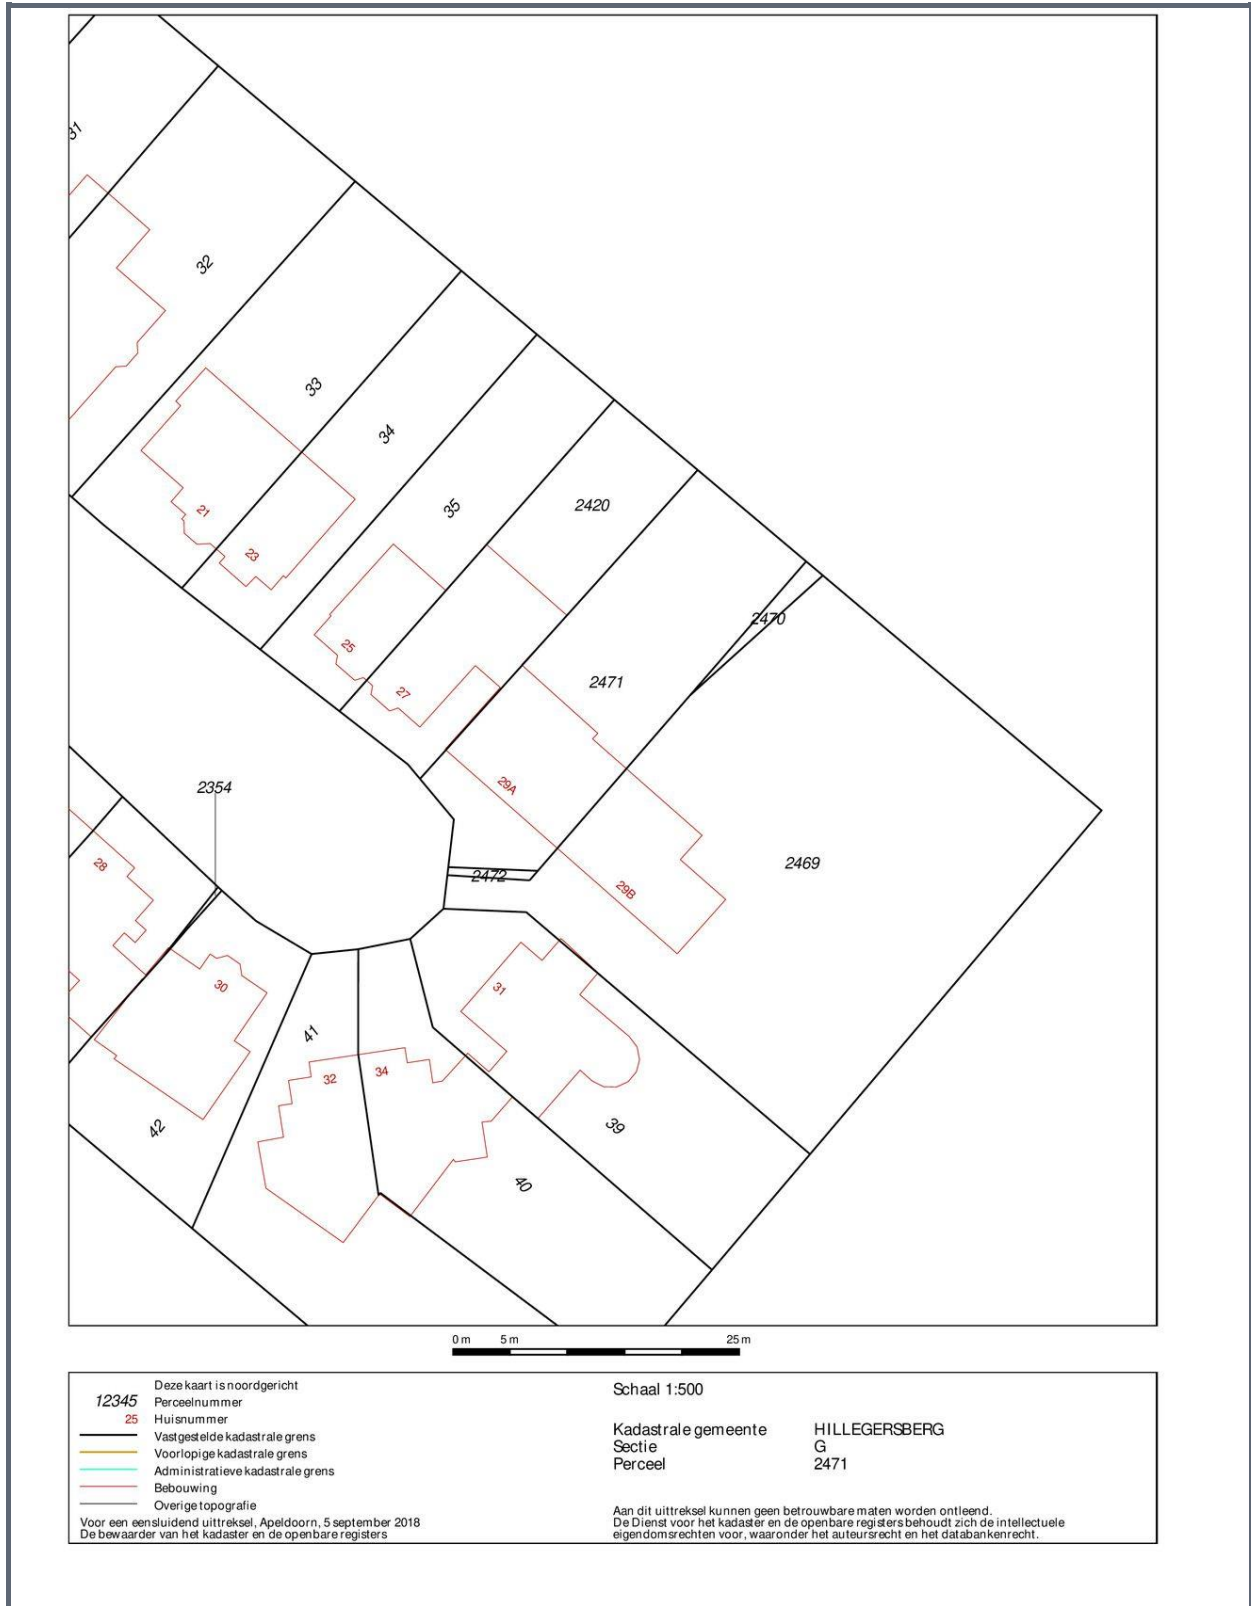 31
32
33
34
35
2420
21
23
2470
25
2471
27
29A
2354
28
2469
2472
29B
30
31
41
32
34
42
39
40
0 m 5 m 25 m
Deze kaart is noordgericht
12345 Perceelnummer
25 Huisnummer
Vastgestelde kadastrale grens
Voorlopige kadastrale grens
Administratieve kadastrale grens
Bebouwing
Overige topografie
Voor een eensluidend uittreksel, Apeldoorn, 5 september 2018
De bewaarder van het kadaster en de openbare registers
Schaal 1:500
Kadastrale gemeente HILLEGERSBERG
Sectie G
Perceel 2471
Aan dit uittreksel kunnen geen betrouwbare maten worden ontleend.
De Dienst voor het kadaster en de openbare registers behoudt zich de intellectuele
eigendomsrechten voor, waaronder het auteursrecht en het databankenrecht.